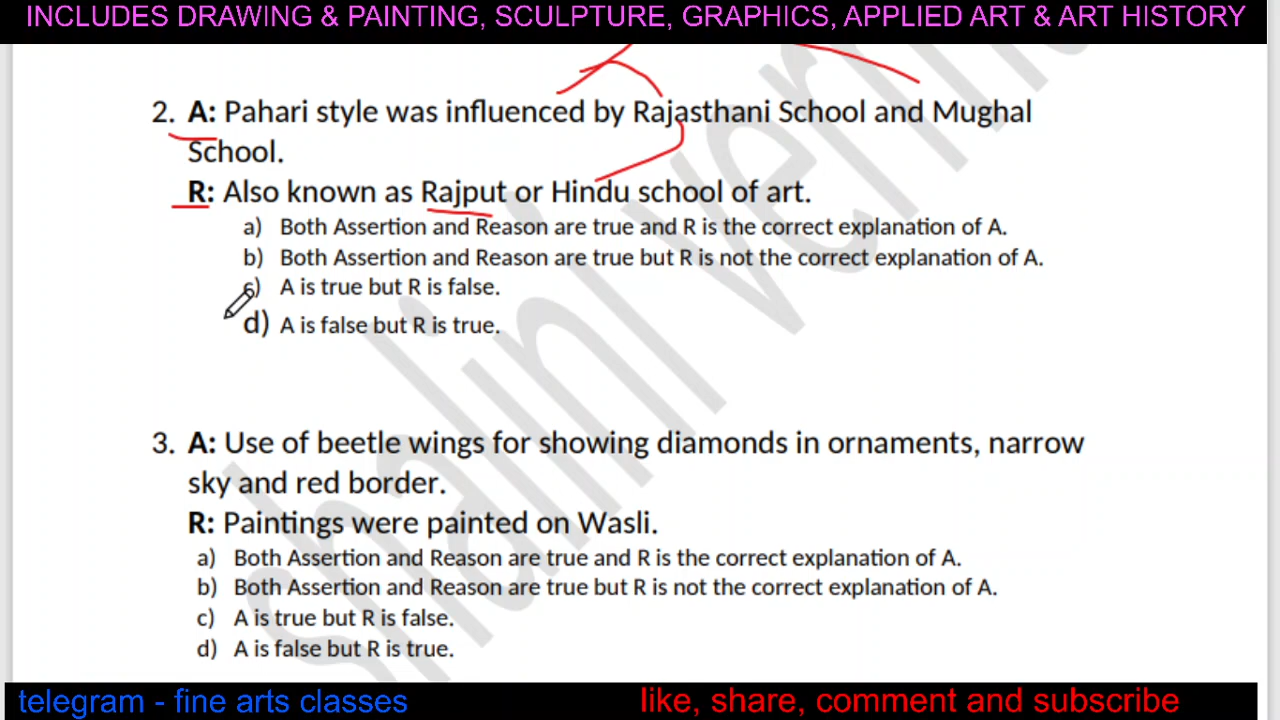 INCLUDES DRAWING & PAINTING, SCULPTURE, GRAPHICS, APPLIED ART & ART HISTORY
2. A: Pahari style was influenced by Rajasthani School and Mughal
School.
R: Also known as Rajput or Hindu school of art.
a) Both Assertion and Reason are true and R is the correct explanation of A.
b) Both Assertion and Reason are true but R is not the correct explanation of A.
c) A is true but R is false.
d) A is false but R is true.
3. A: Use of beetle wings for showing diamonds in ornaments, narrow
sky and red border.
R: Paintings were painted on Wasli.
a) Both Assertion and Reason are true and R is the correct explanation of A.
b) Both Assertion and Reason are true but R is not the correct explanation of A.
c) A is true but R is false.
d) A is false but R is true.
shalini verma
telegram - fine arts classes
like, share, comment and subscribe